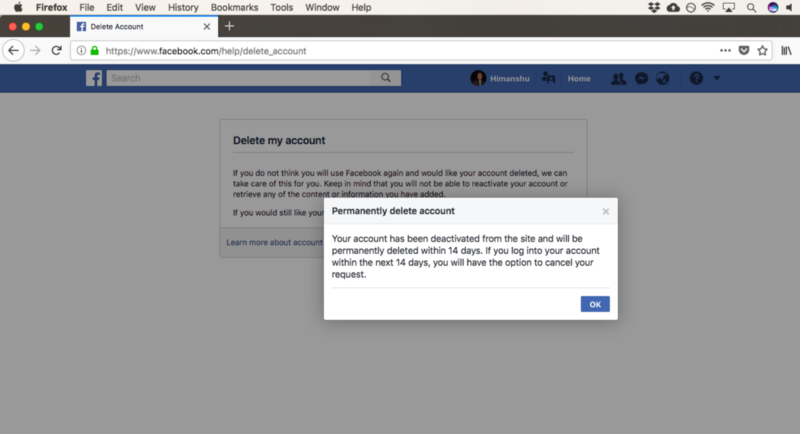 Firefox File Edit View History Bookmarks Tools Window Help
Delete Account
https://www.facebook.com/help/delete_account
Search
Himanshu
Home
Delete my account
If you do not think you will use Facebook again and would like your account deleted, we can
take care of this for you. Keep in mind that you will not be able to reactivate your account or
retrieve any of the content or information you have added.
If you would still like your
Learn more about account
Permanently delete account
Your account has been deactivated from the site and will be
permanently deleted within 14 days. If you log into your account
within the next 14 days, you will have the option to cancel your
request.
OK